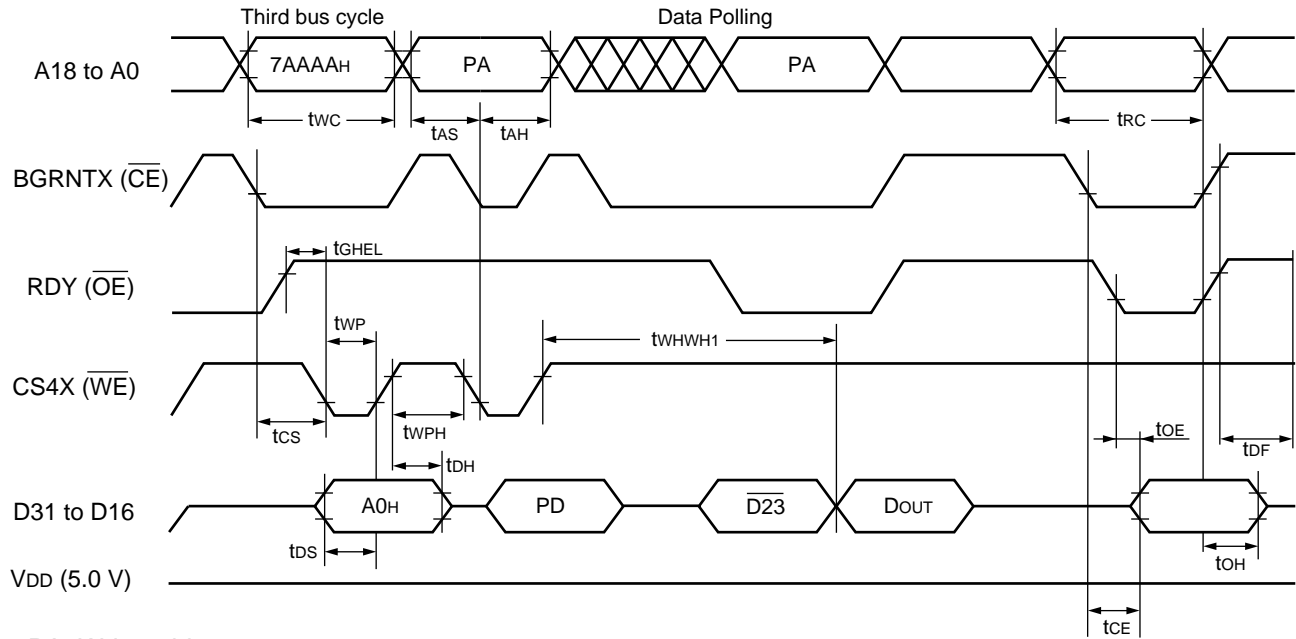 Third bus cycle Data Polling
A18 to A0 7AAAAH PA PA
tWC tAS tAH tRC
BGRNTX (CE)
tGHEL
RDY (OE)
tWP tWHWH1
CS4X (WE)
tCS tWPH tOE tDF
tDH
D31 to D16 A0H PD D23 DOUT
tDS tOH
VDD (5.0 V)
tCE